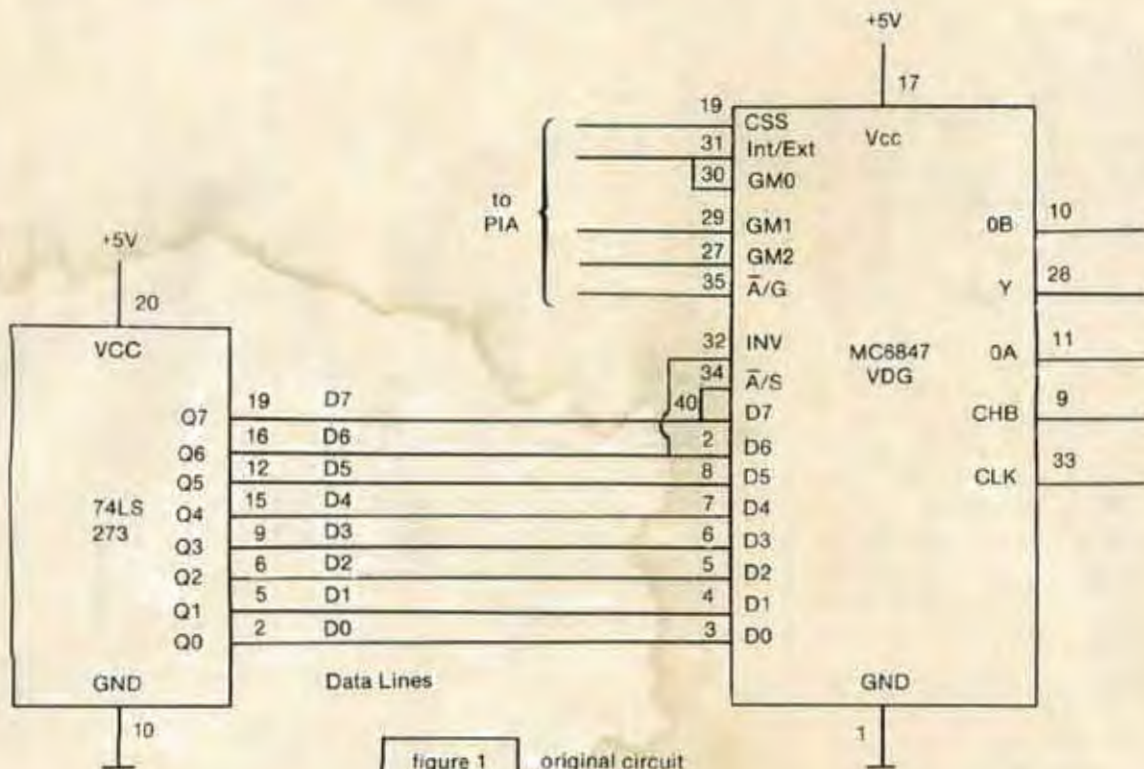 +5V
17
19 CSS
Vcc
31 Int/Ext
30 GM0
to
PIA
29 GM1
0B 10
27 GM2
35 A̅/G
Y 28
+5V
20
VCC
32 INV
MC6847
VDG
0A 11
34 A̅/S
40 D7
CHB 9
Q7 19 D7
Q6 16 D6
2 D6
Q5 12 D5
8 D5
CLK 33
74LS
273
Q4 15 D4
7 D4
Q3 9 D3
6 D3
Q2 6 D2
5 D2
Q1 5 D1
4 D1
Q0 2 D0
3 D0
GND
Data Lines
GND
10
1
figure 1 original circuit